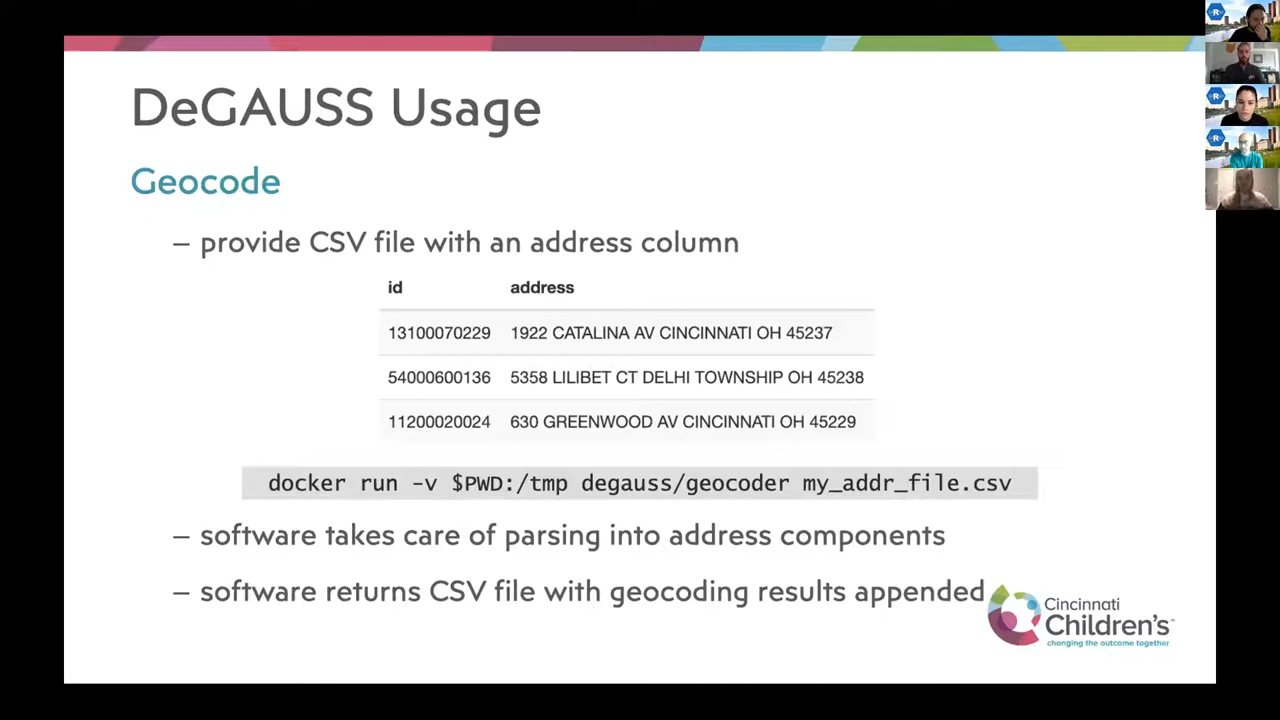 DeGAUSS Usage
Geocode
– provide CSV file with an address column
id address
13100070229 1922 CATALINA AV CINCINNATI OH 45237
54000600136 5358 LILIBET CT DELHI TOWNSHIP OH 45238
11200020024 630 GREENWOOD AV CINCINNATI OH 45229
docker run -v $PWD:/tmp degauss/geocoder my_addr_file.csv
– software takes care of parsing into address components
– software returns CSV file with geocoding results appended
Cincinnati
Children's™
changing the outcome together
R
R
R